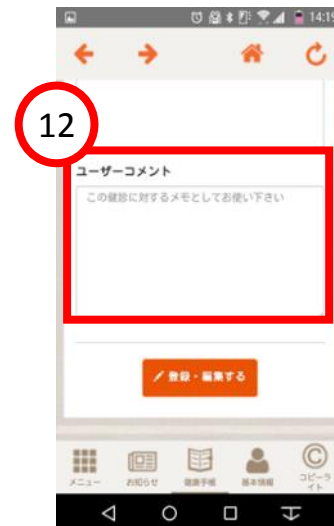 14:19
12
ユーザーコメント
この健診に対するメモとしてお使い下さい
登録・編集する
メニュー
お知らせ
健康手帳
基本情報
コピーラ
イト